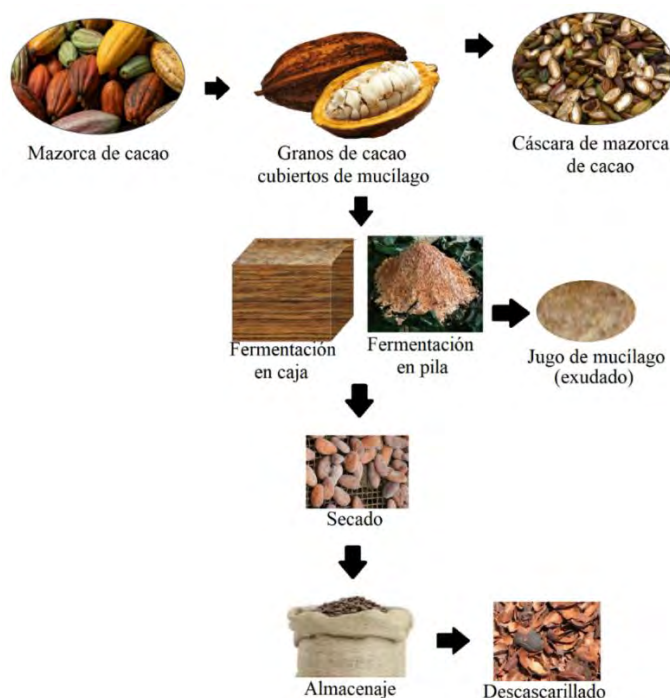 Mazorca de cacao
Granos de cacao
cubiertos de mucílago
Cáscara de mazorca
de cacao
Fermentación
en caja
Fermentación
en pila
Jugo de mucílago
(exudado)
Secado
Almacenaje
Descascarillado